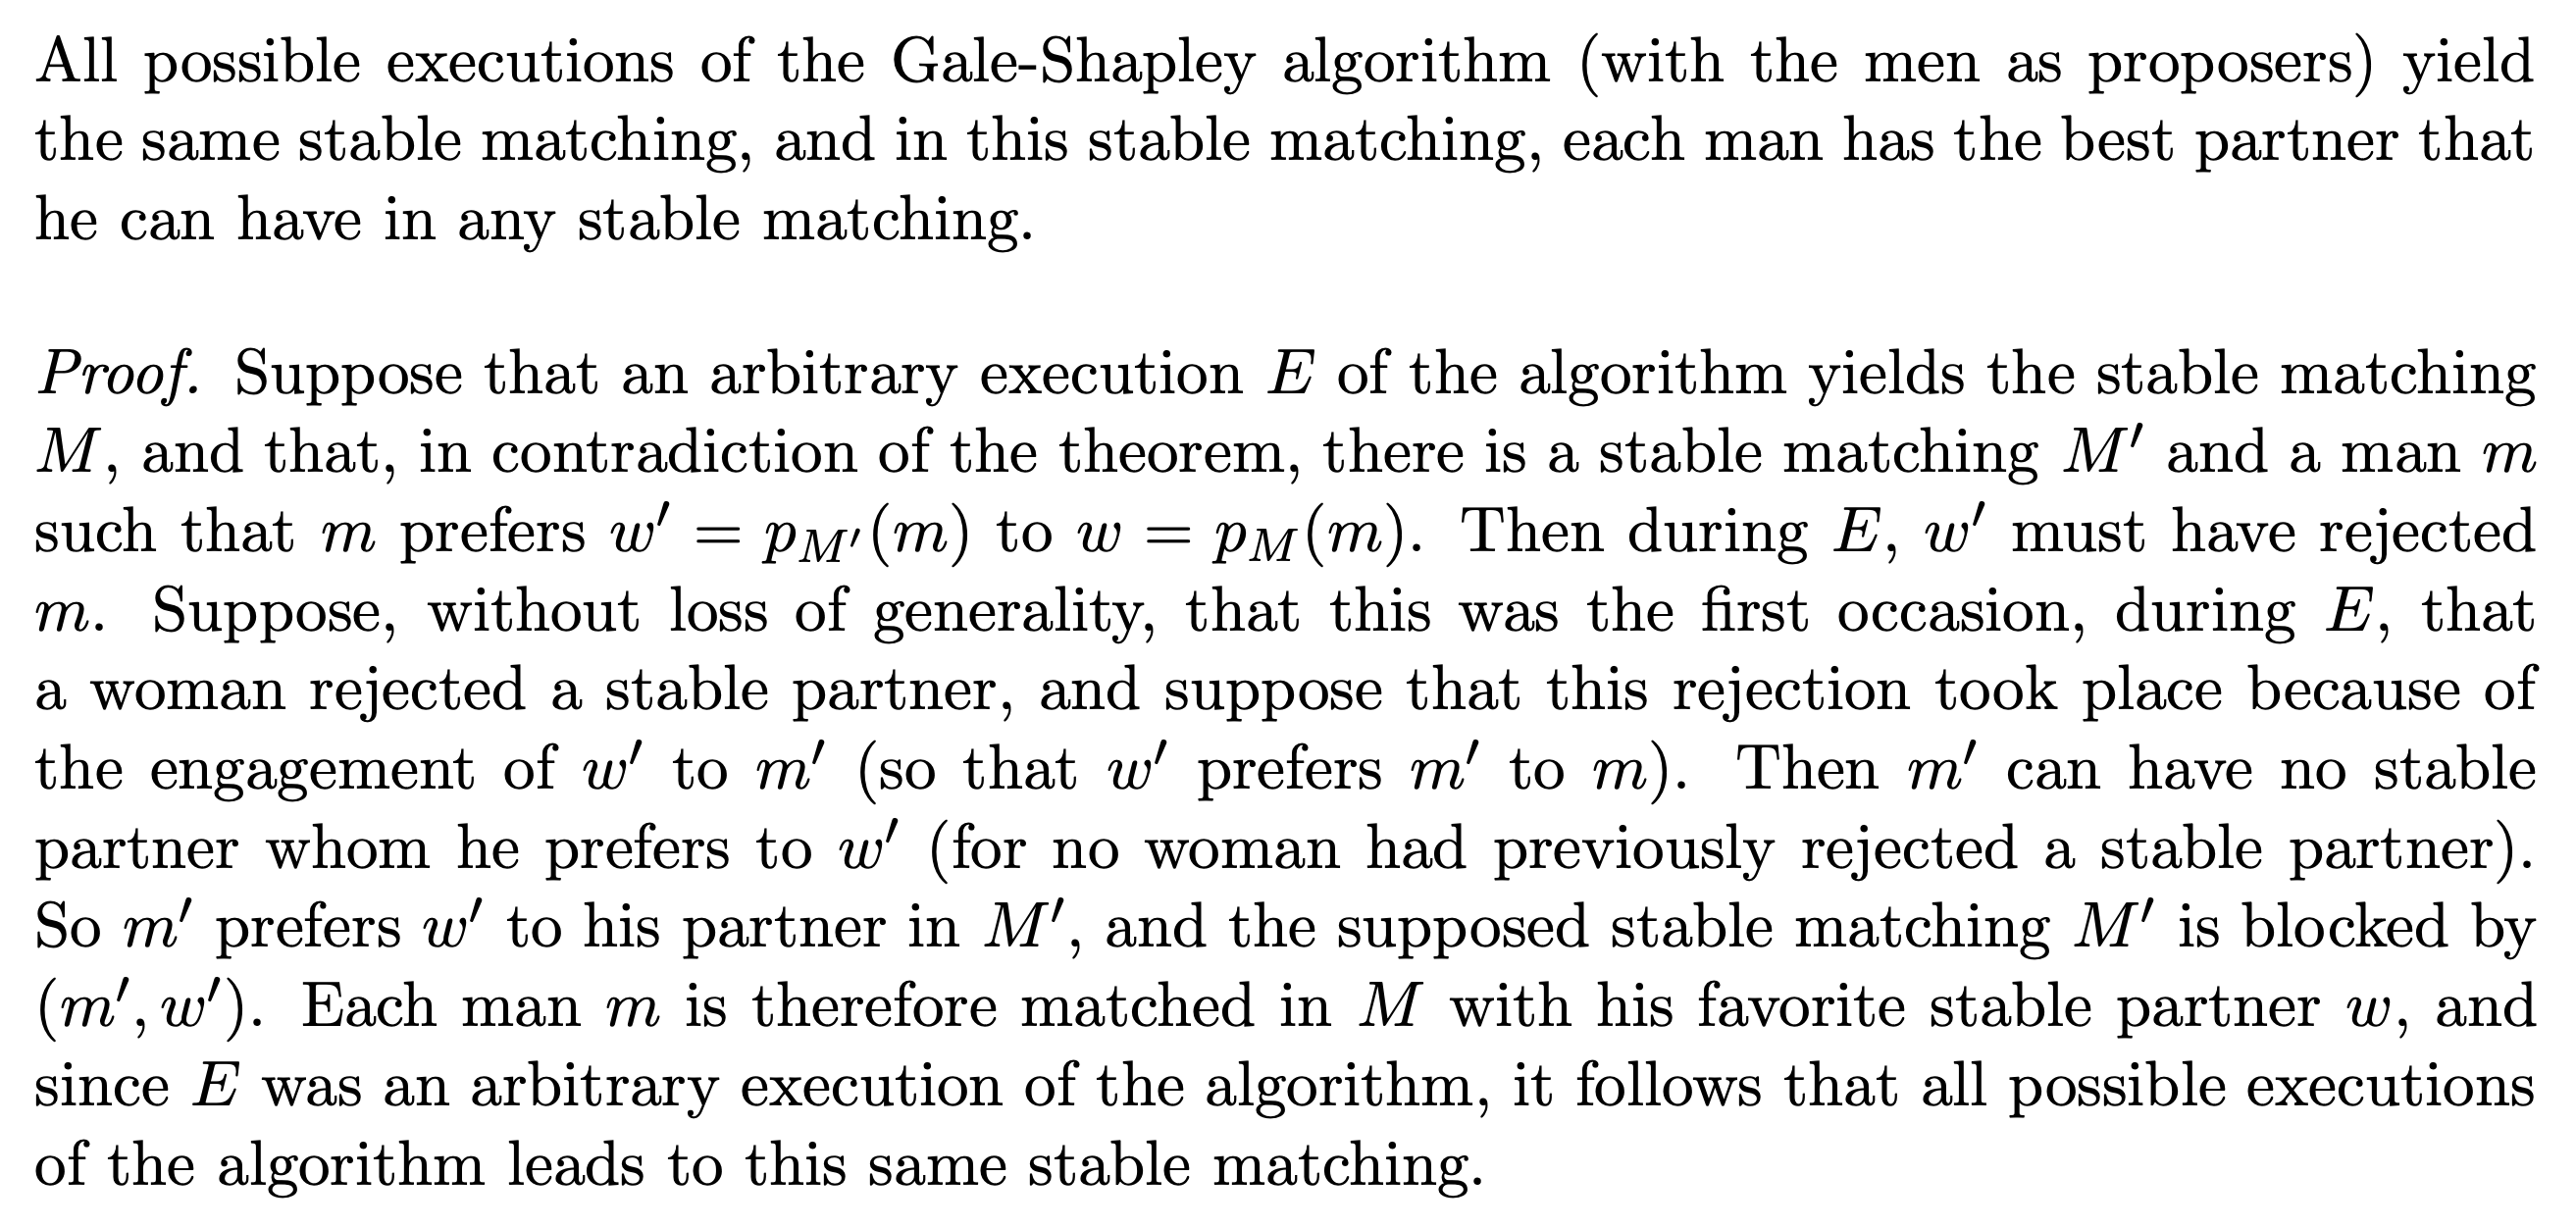 All possible executions of the Gale-Shapley algorithm (with the men as proposers) yield
the same stable matching, and in this stable matching, each man has the best partner that
he can have in any stable matching.
Proof. Suppose that an arbitrary execution E of the algorithm yields the stable matching
M, and that, in contradiction of the theorem, there is a stable matching M′ and a man m
such that m prefers w′ = p_{M′}(m) to w = p_M(m). Then during E, w′ must have rejected
m. Suppose, without loss of generality, that this was the first occasion, during E, that
a woman rejected a stable partner, and suppose that this rejection took place because of
the engagement of w′ to m′ (so that w′ prefers m′ to m). Then m′ can have no stable
partner whom he prefers to w′ (for no woman had previously rejected a stable partner).
So m′ prefers w′ to his partner in M′, and the supposed stable matching M′ is blocked by
(m′, w′). Each man m is therefore matched in M with his favorite stable partner w, and
since E was an arbitrary execution of the algorithm, it follows that all possible executions
of the algorithm leads to this same stable matching.